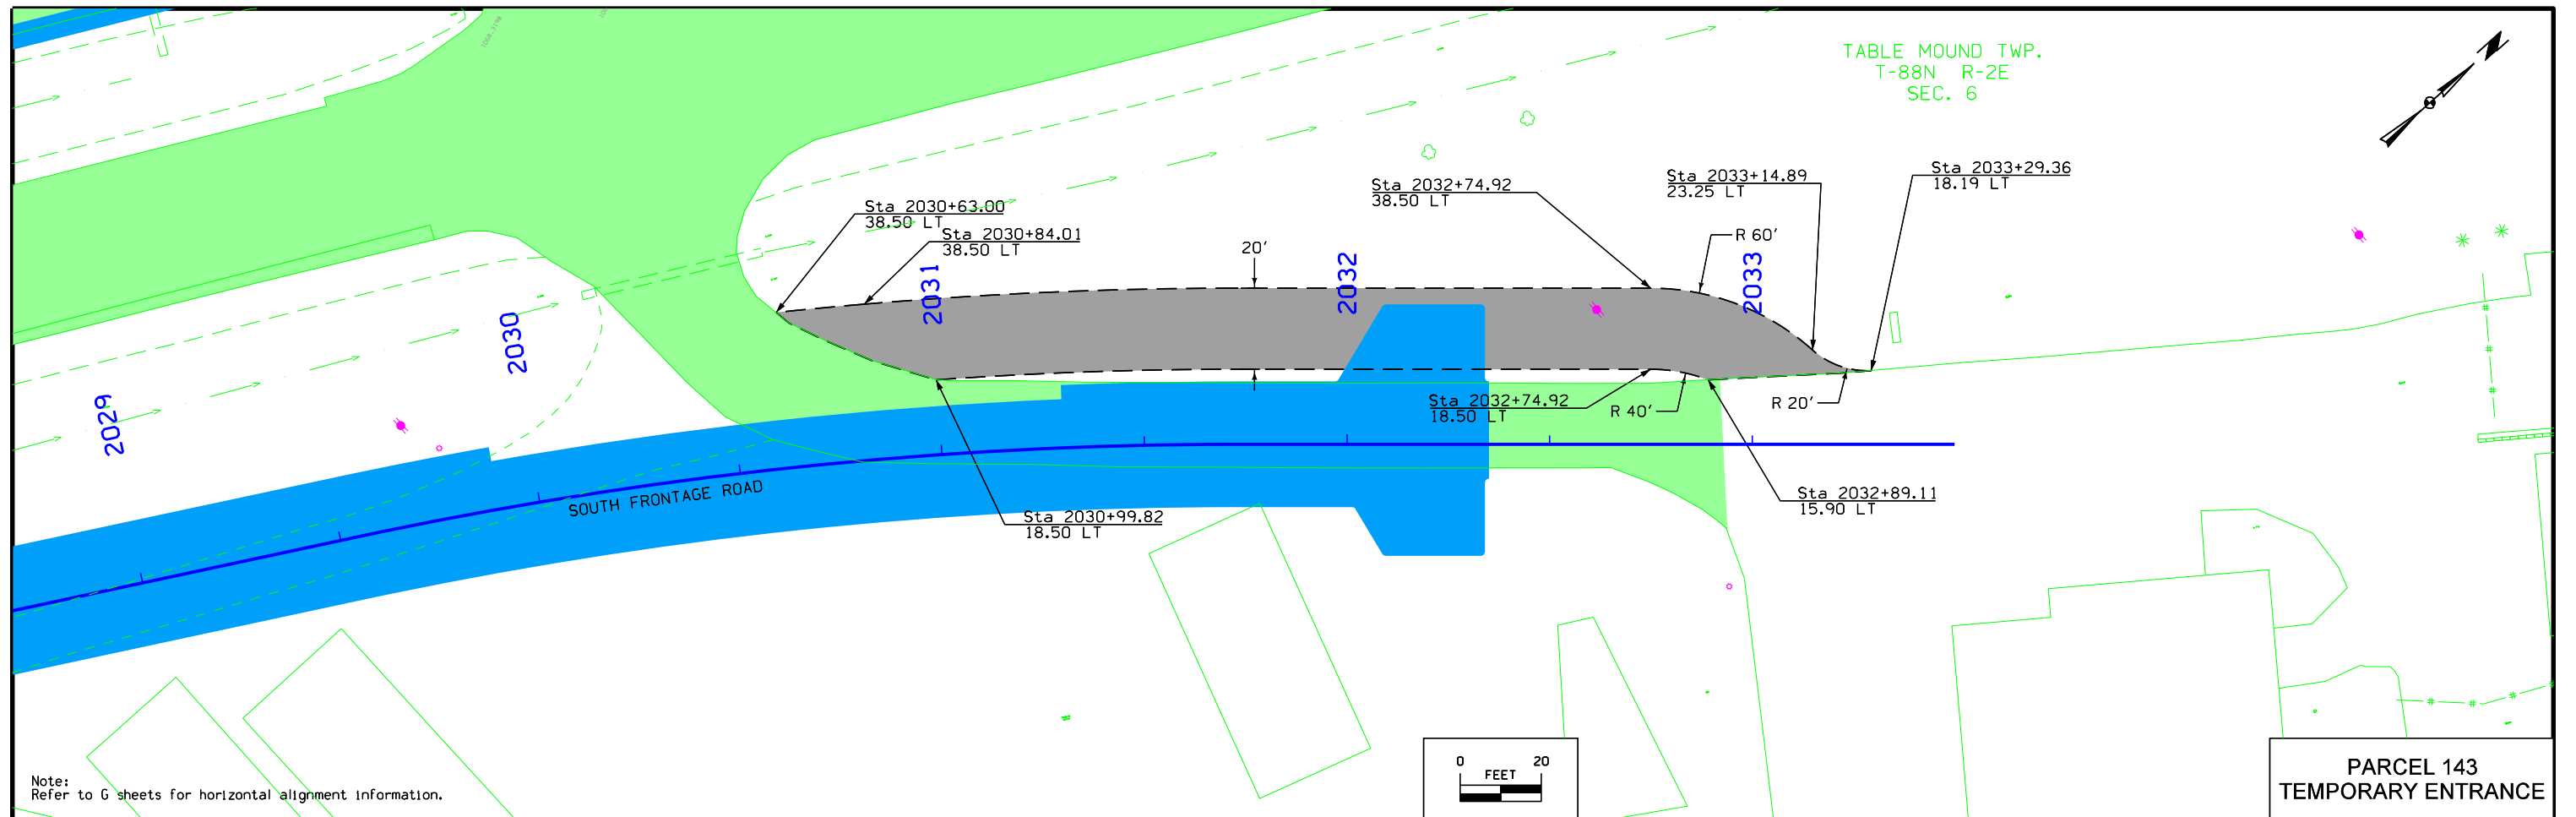 TABLE MOUND TWP.
T-88N R-2E
SEC. 6
Sta 2030+63.00
38.50 LT
Sta 2030+84.01
38.50 LT
20'
Sta 2032+74.92
38.50 LT
R 60'
Sta 2033+14.89
23.25 LT
Sta 2033+29.36
18.19 LT
2029
2030
2031
2032
2033
Sta 2032+74.92
18.50 LT
R 40'
R 20'
Sta 2032+89.11
15.90 LT
SOUTH FRONTAGE ROAD
Sta 2030+99.82
18.50 LT
Note:
Refer to G sheets for horizontal alignment information.
0 20
FEET
PARCEL 143
TEMPORARY ENTRANCE